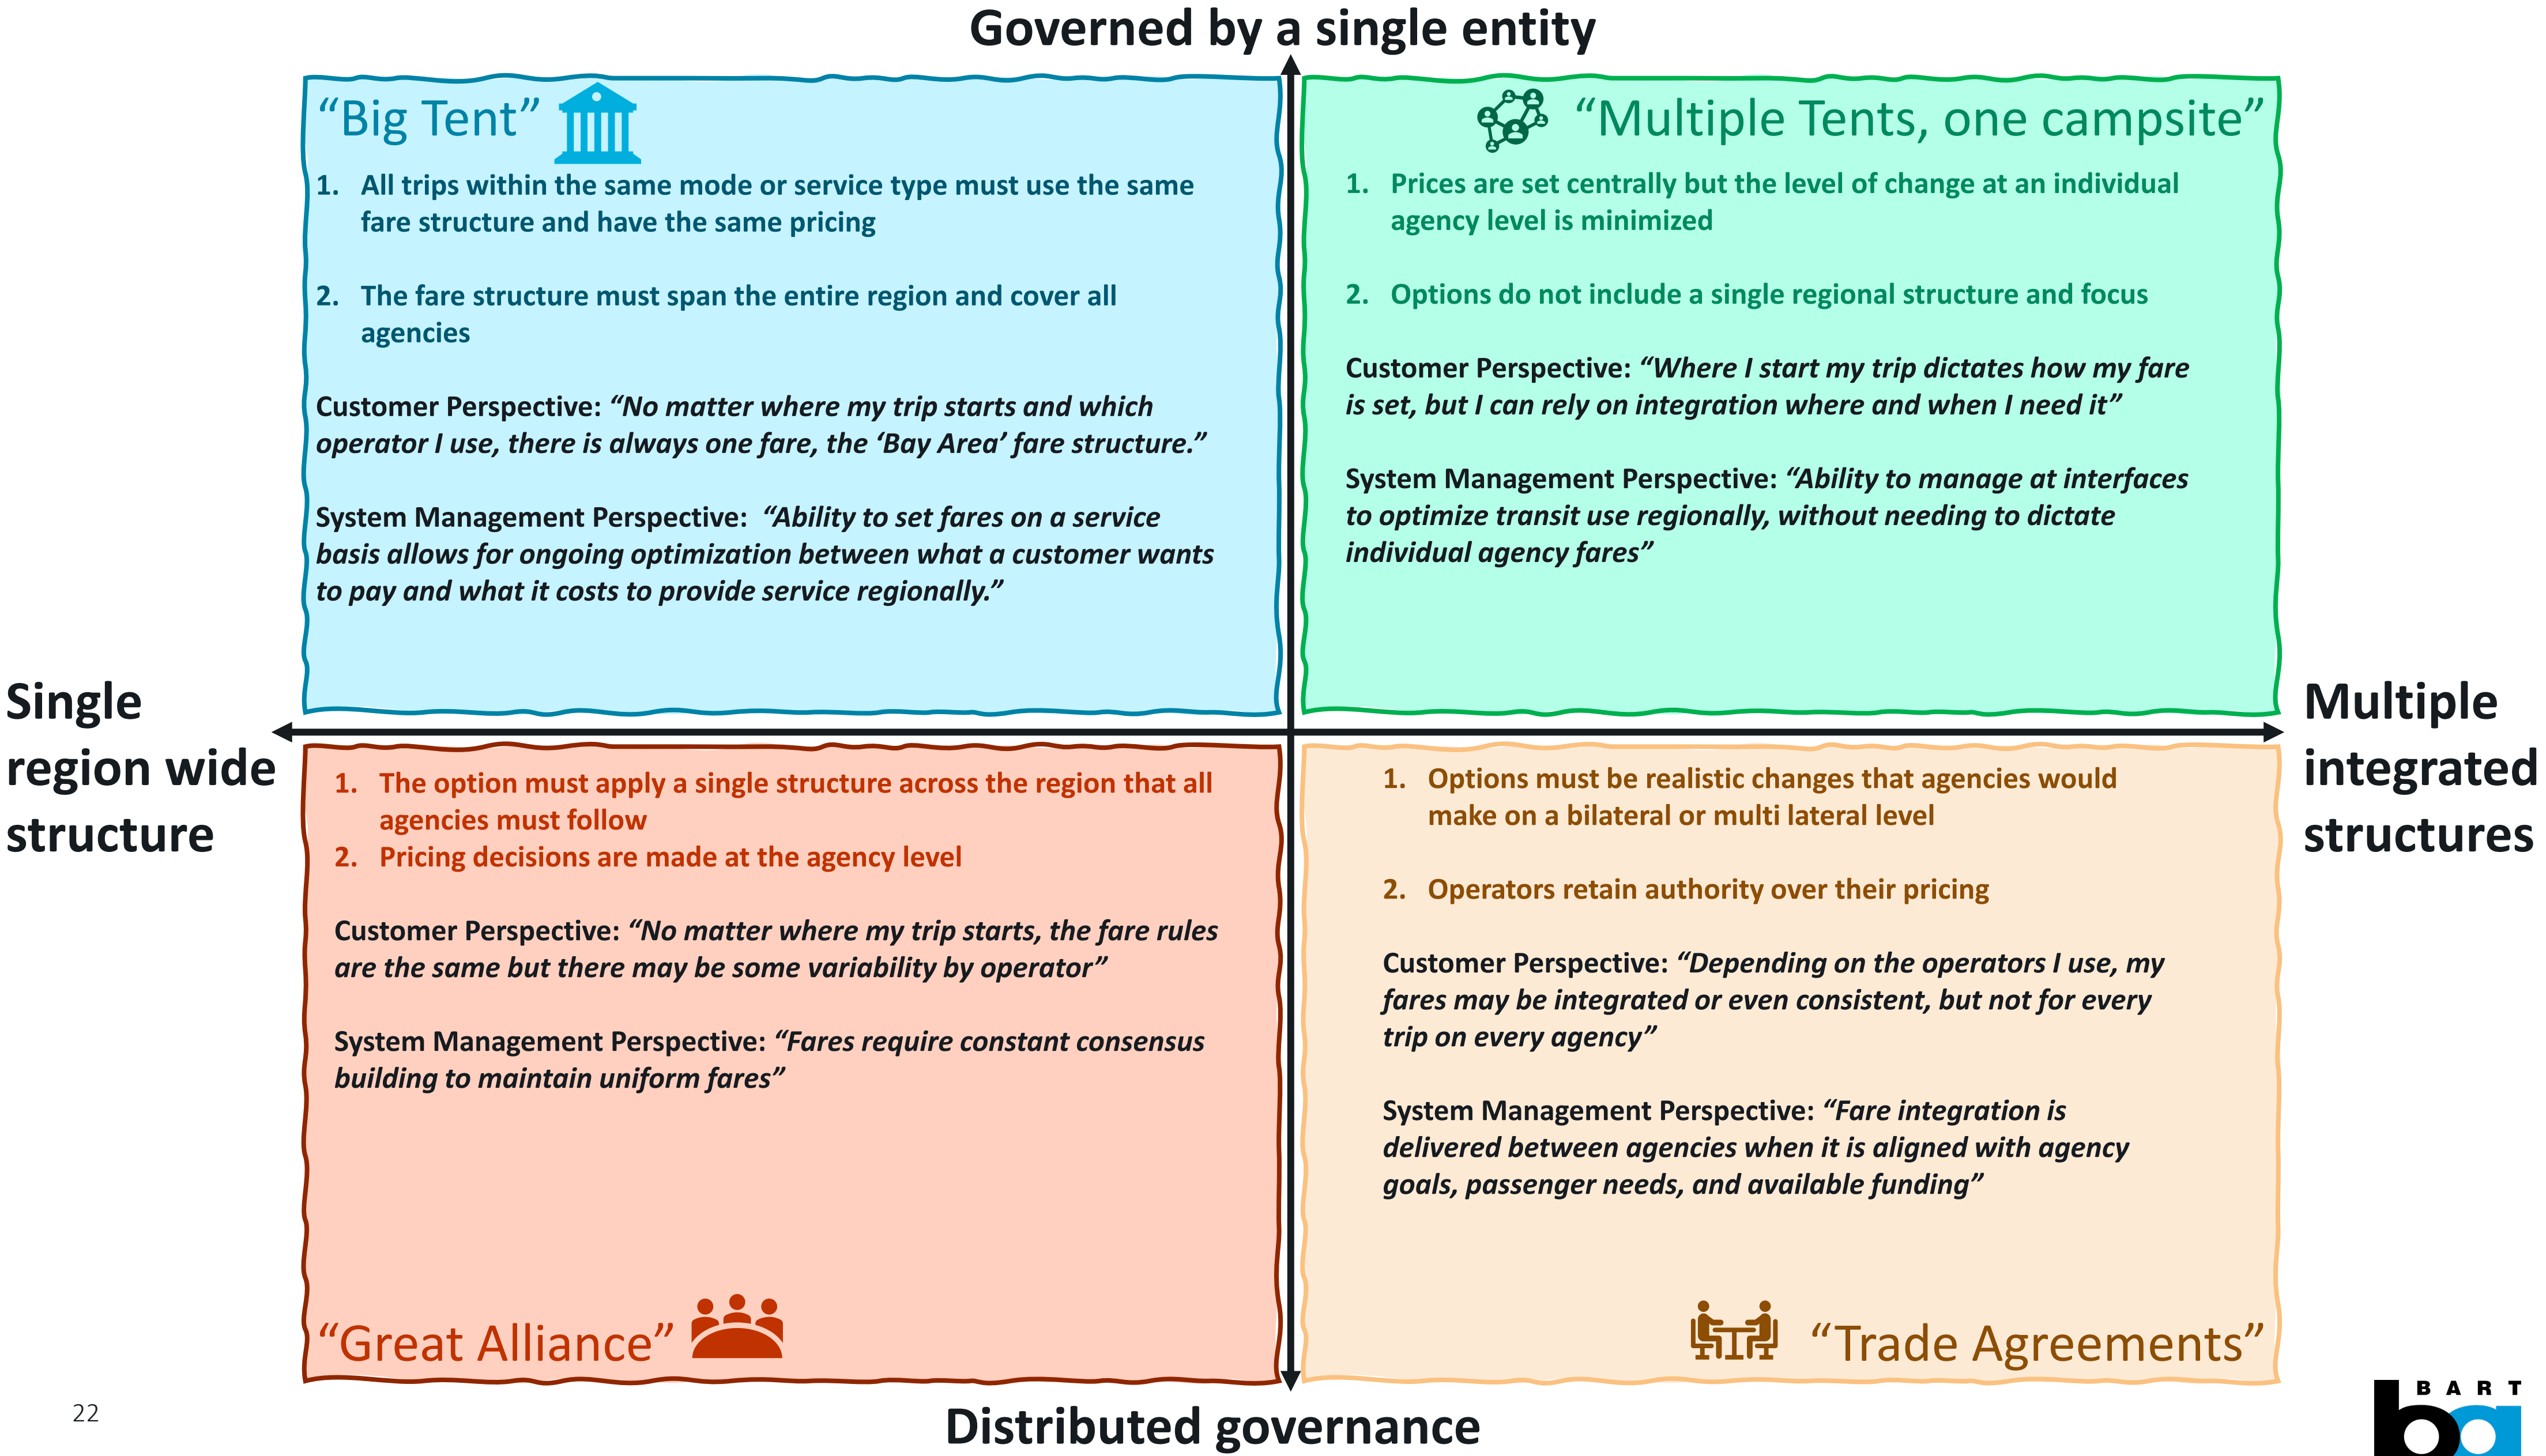 Governed by a single entity
“Big Tent”
1. All trips within the same mode or service type must use the same
fare structure and have the same pricing
2. The fare structure must span the entire region and cover all
agencies
Customer Perspective: “No matter where my trip starts and which
operator I use, there is always one fare, the ‘Bay Area’ fare structure.”
System Management Perspective: “Ability to set fares on a service
basis allows for ongoing optimization between what a customer wants
to pay and what it costs to provide service regionally.”
“Multiple Tents, one campsite”
1. Prices are set centrally but the level of change at an individual
agency level is minimized
2. Options do not include a single regional structure and focus
Customer Perspective: “Where I start my trip dictates how my fare
is set, but I can rely on integration where and when I need it”
System Management Perspective: “Ability to manage at interfaces
to optimize transit use regionally, without needing to dictate
individual agency fares”
Single
region wide
structure
Multiple
integrated
structures
1. The option must apply a single structure across the region that all
agencies must follow
2. Pricing decisions are made at the agency level
Customer Perspective: “No matter where my trip starts, the fare rules
are the same but there may be some variability by operator”
System Management Perspective: “Fares require constant consensus
building to maintain uniform fares”
“Great Alliance”
1. Options must be realistic changes that agencies would
make on a bilateral or multi lateral level
2. Operators retain authority over their pricing
Customer Perspective: “Depending on the operators I use, my
fares may be integrated or even consistent, but not for every
trip on every agency”
System Management Perspective: “Fare integration is
delivered between agencies when it is aligned with agency
goals, passenger needs, and available funding”
“Trade Agreements”
Distributed governance
22
BART
ba